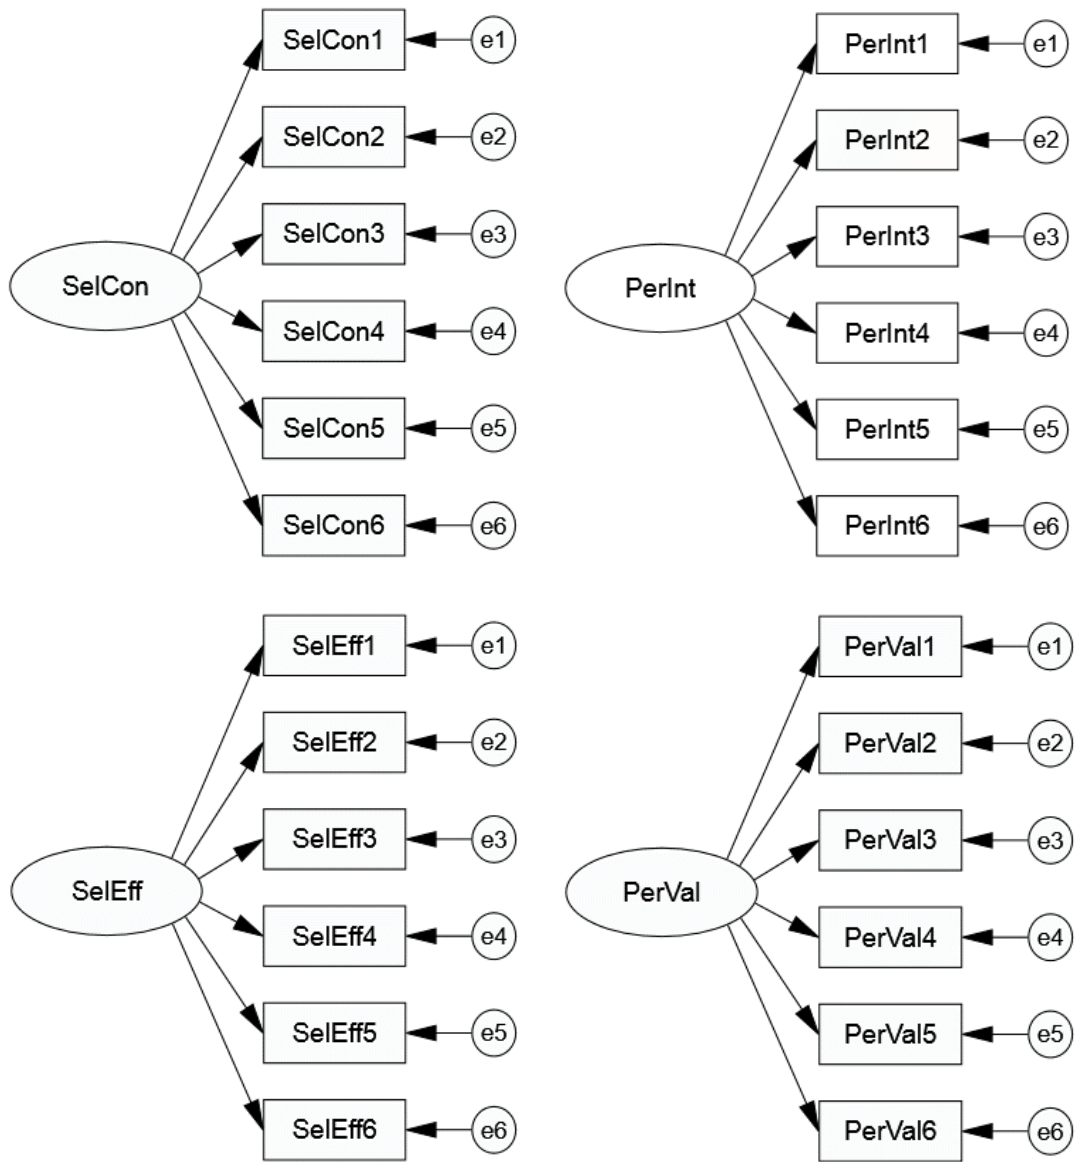 SelCon1 e1
SelCon2 e2
SelCon3 e3
SelCon
SelCon4 e4
SelCon5 e5
SelCon6 e6
PerInt1 e1
PerInt2 e2
PerInt3 e3
PerInt
PerInt4 e4
PerInt5 e5
PerInt6 e6
SelEff1 e1
SelEff2 e2
SelEff3 e3
SelEff
SelEff4 e4
SelEff5 e5
SelEff6 e6
PerVal1 e1
PerVal2 e2
PerVal3 e3
PerVal
PerVal4 e4
PerVal5 e5
PerVal6 e6